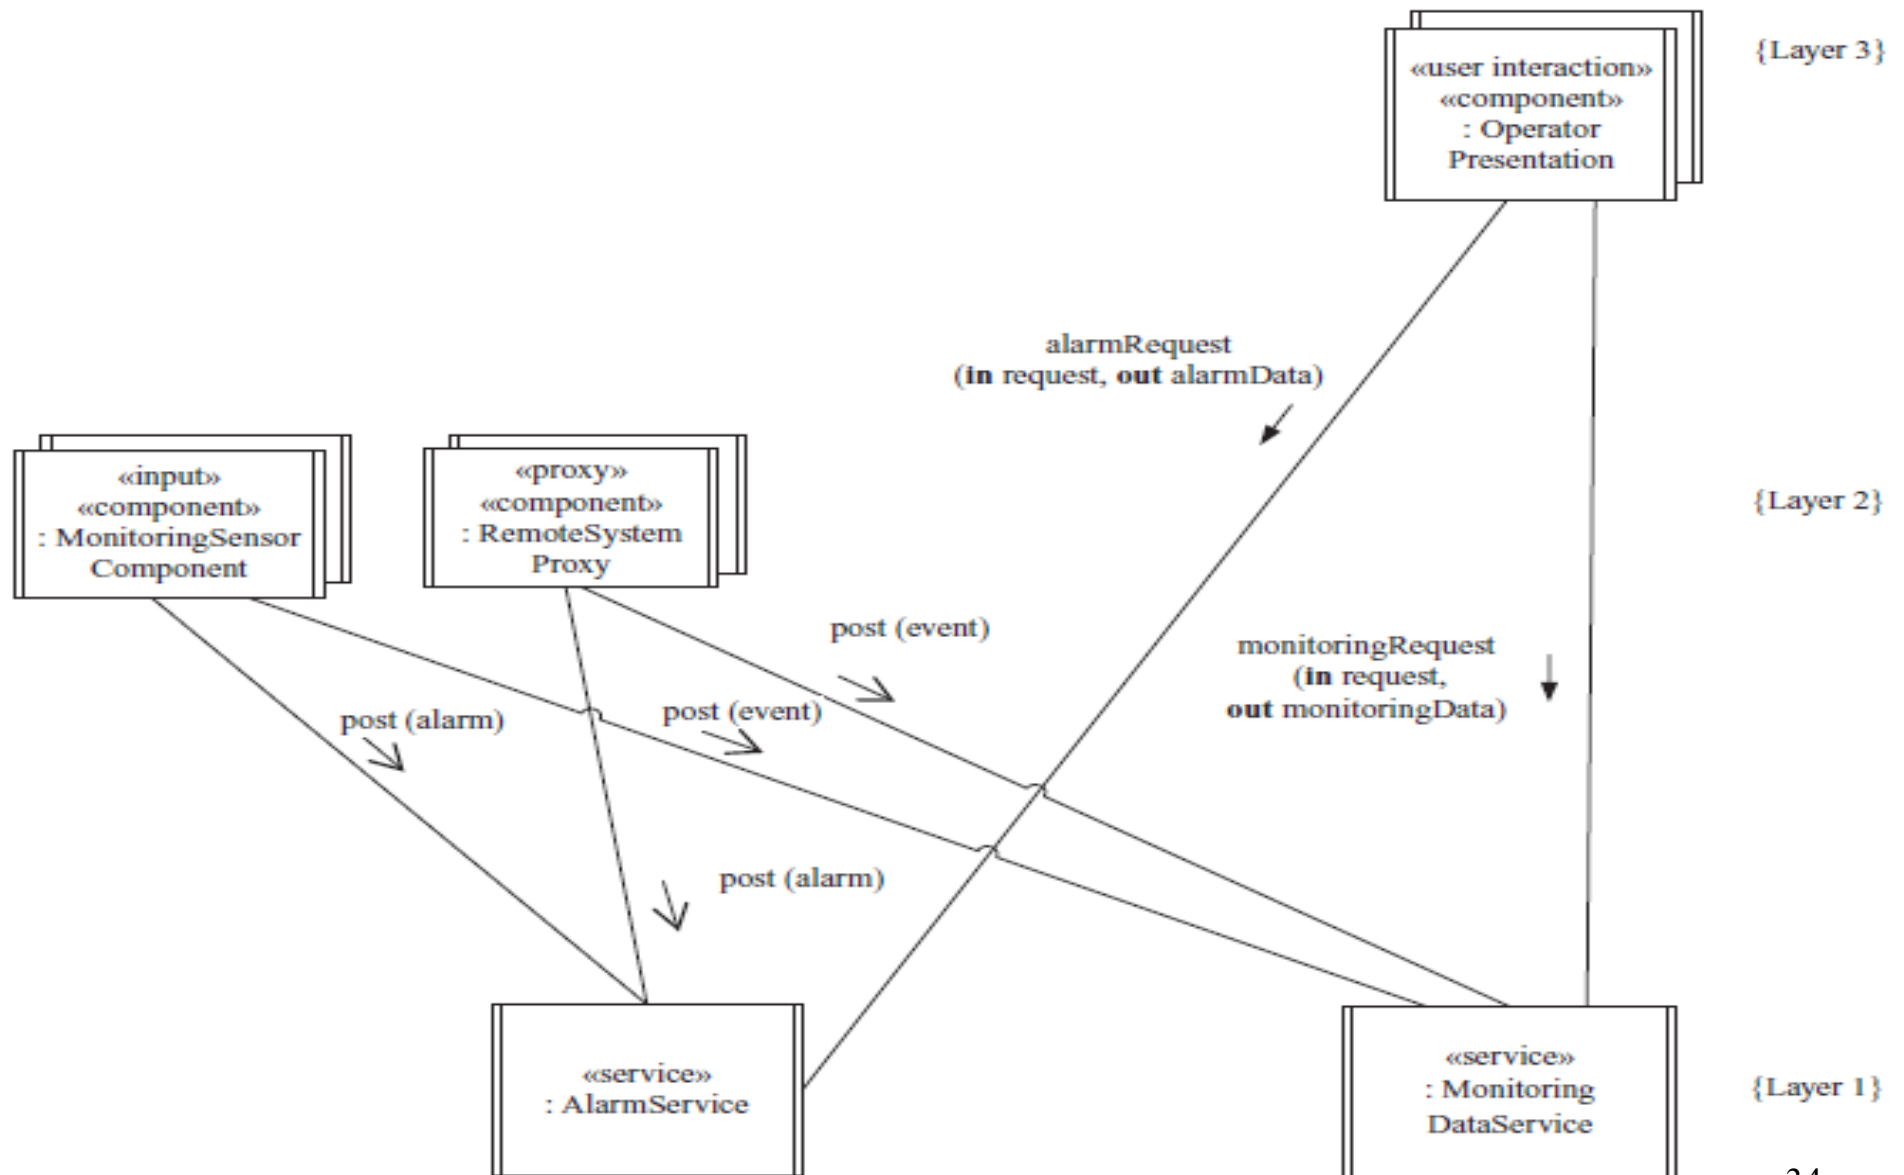 «user interaction»
«component»
: Operator
Presentation
{Layer 3}
alarmRequest
(in request, out alarmData)
«input»
«component»
: MonitoringSensor
Component
«proxy»
«component»
: RemoteSystem
Proxy
{Layer 2}
post (event)
monitoringRequest
(in request,
out monitoringData)
post (alarm)
post (event)
post (alarm)
«service»
: AlarmService
«service»
: Monitoring
DataService
{Layer 1}